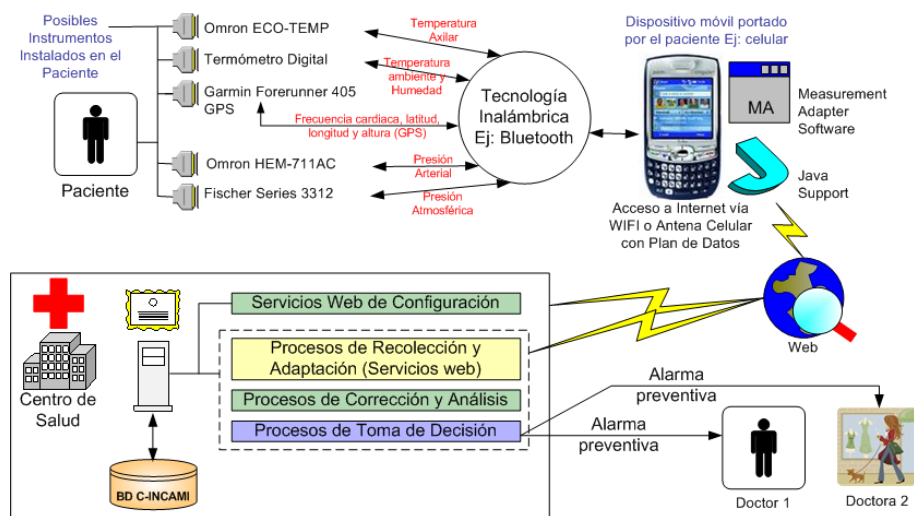 Posibles
Instrumentos
Instalados en el
Paciente
Paciente
Omron ECO-TEMP
Termómetro Digital
Garmin Forerunner 405
GPS
Omron HEM-711AC
Fischer Series 3312
Temperatura
Axilar
Temperatura
ambiente y
Humedad
Frecuencia cardiaca, latitud,
longitud y altura (GPS)
Presión
Arterial
Presión
Atmosférica
Tecnología
Inalámbrica
Ej: Bluetooth
Dispositivo móvil portado
por el paciente Ej: celular
MA
Measurement
Adapter
Software
Java
Support
Acceso a Internet vía
WIFI o Antena Celular
con Plan de Datos
Web
Centro de
Salud
BD C-INCAMI
Servicios Web de Configuración
Procesos de Recolección y
Adaptación (Servicios web)
Procesos de Corrección y Análisis
Procesos de Toma de Decisión
Alarma
preventiva
Alarma
preventiva
Doctor 1
Doctora 2